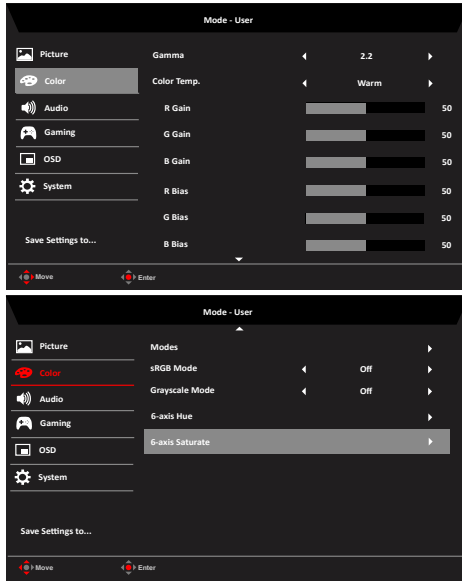 Mode - User
Picture
Gamma 2.2
Color
Color Temp. Warm
Audio
R Gain 50
Gaming
G Gain 50
OSD
B Gain 50
System
R Bias 50
G Bias 50
Save Settings to...
B Bias 50
Move Enter
Mode - User
Picture
Modes
Color
sRGB Mode Off
Audio
Grayscale Mode Off
Gaming
6-axis Hue
OSD
6-axis Saturate
System
Save Settings to...
Move Enter